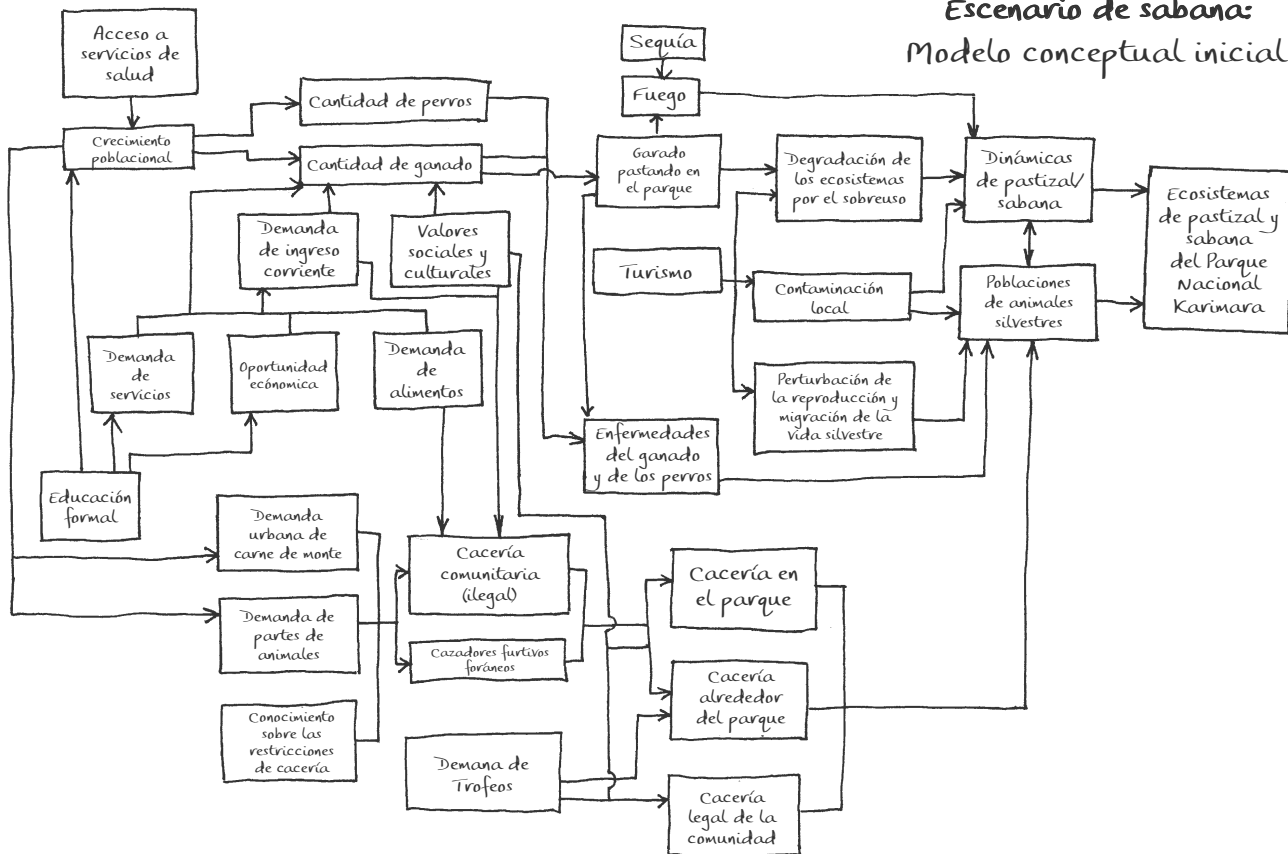 Escenario de sabana:
Modelo conceptual inicial
Acceso a
servicios de
salud
Crecimiento
poblacional
Cantidad de perros
Cantidad de ganado
Demanda
de ingreso
corriente
Valores
sociales y
culturales
Demanda
de
servicios
Oportunidad
ecónomica
Demanda
de
alimentos
Educación
formal
Sequía
Fuego
Garado
pastando en
el parque
Degradación de
los ecosistemas
por el sobreuso
Dinámicas
de pastizal/
sabana
Ecosistemas
de pastizal y
sabana
del Parque
Nacional
Karimara
Turismo
Contaminación
local
Poblaciones
de animales
silvestres
Perturbación de
la reproducción y
migración de la
vida silvestre
Enfermedades
del ganado
y de los perros
Demanda
urbana de
carne de monte
Demanda de
partes de
animales
Conocimiento
sobre las
restricciones
de cacería
Cacería
comunitaria
(ilegal)
Cazadores furtivos
foráneos
Demana de
Trofeos
Cacería en
el parque
Cacería
alrededor
del parque
Cacería
legal de la
comunidad